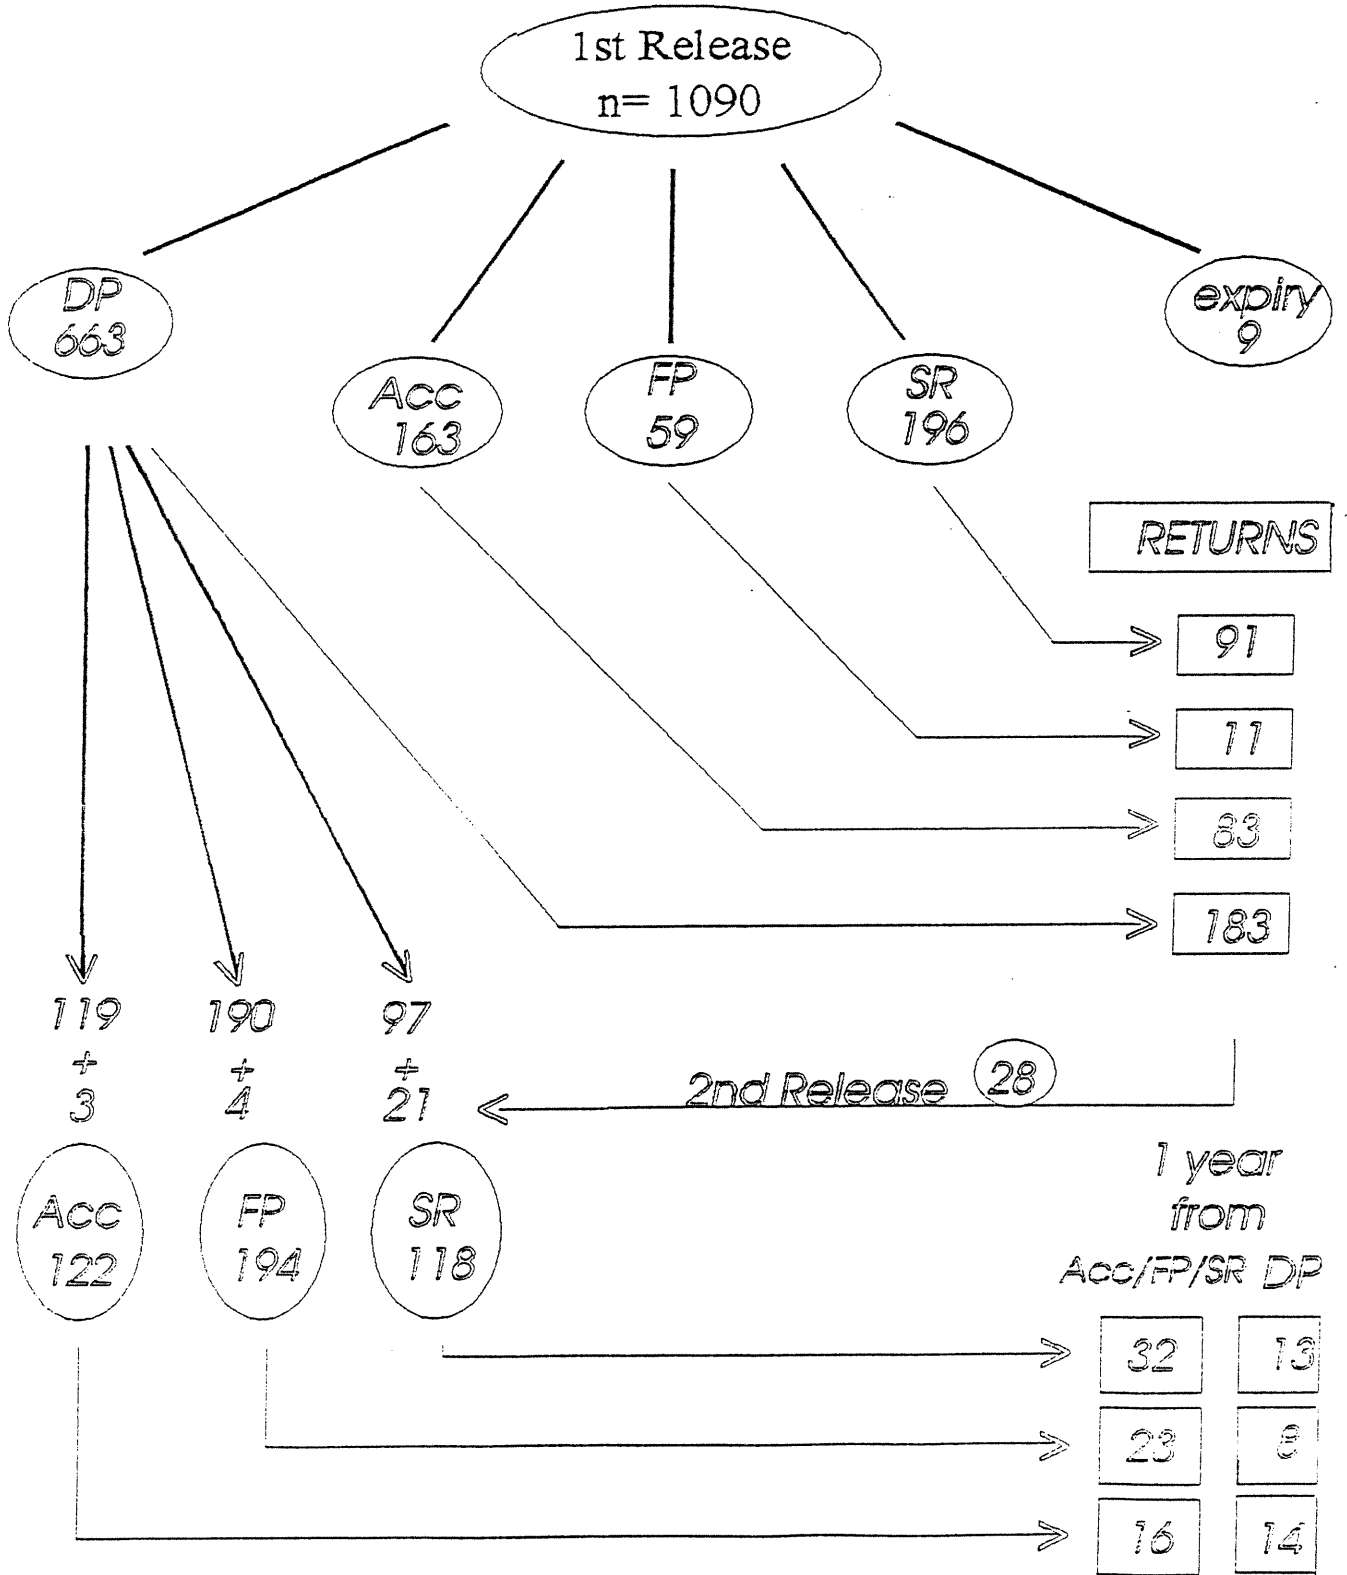 1st Release
n= 1090
DP
663
Acc
163
FP
59
SR
196
expiry
9
RETURNS
91
11
83
183
119
+
3
190
+
4
97
+
21
2nd Release 28
Acc
122
FP
194
SR
118
1 year
from
Acc/FP/SR DP
32 13
23 8
16 14